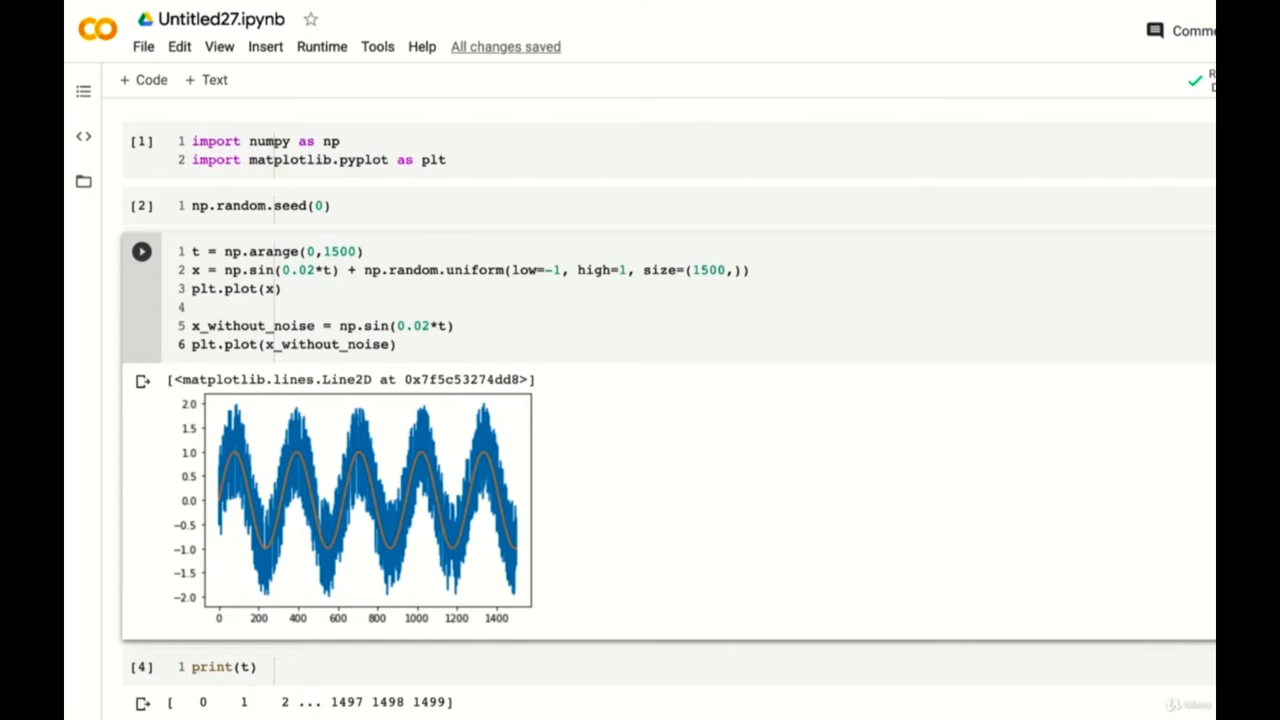 CO Untitled27.ipynb
File Edit View Insert Runtime Tools Help All changes saved
Comme
+ Code + Text
[1] 1 import numpy as np
2 import matplotlib.pyplot as plt
[2] 1 np.random.seed(0)
1 t = np.arange(0,1500)
2 x = np.sin(0.02*t) + np.random.uniform(low=-1, high=1, size=(1500,))
3 plt.plot(x)
4
5 x_without_noise = np.sin(0.02*t)
6 plt.plot(x_without_noise)
[<matplotlib.lines.Line2D at 0x7f5c53274dd8>]
2.0
1.5
1.0
0.5
0.0
−0.5
−1.0
−1.5
−2.0
0 200 400 600 800 1000 1200 1400
[4] 1 print(t)
[ 0 1 2 ... 1497 1498 1499]
Udemy